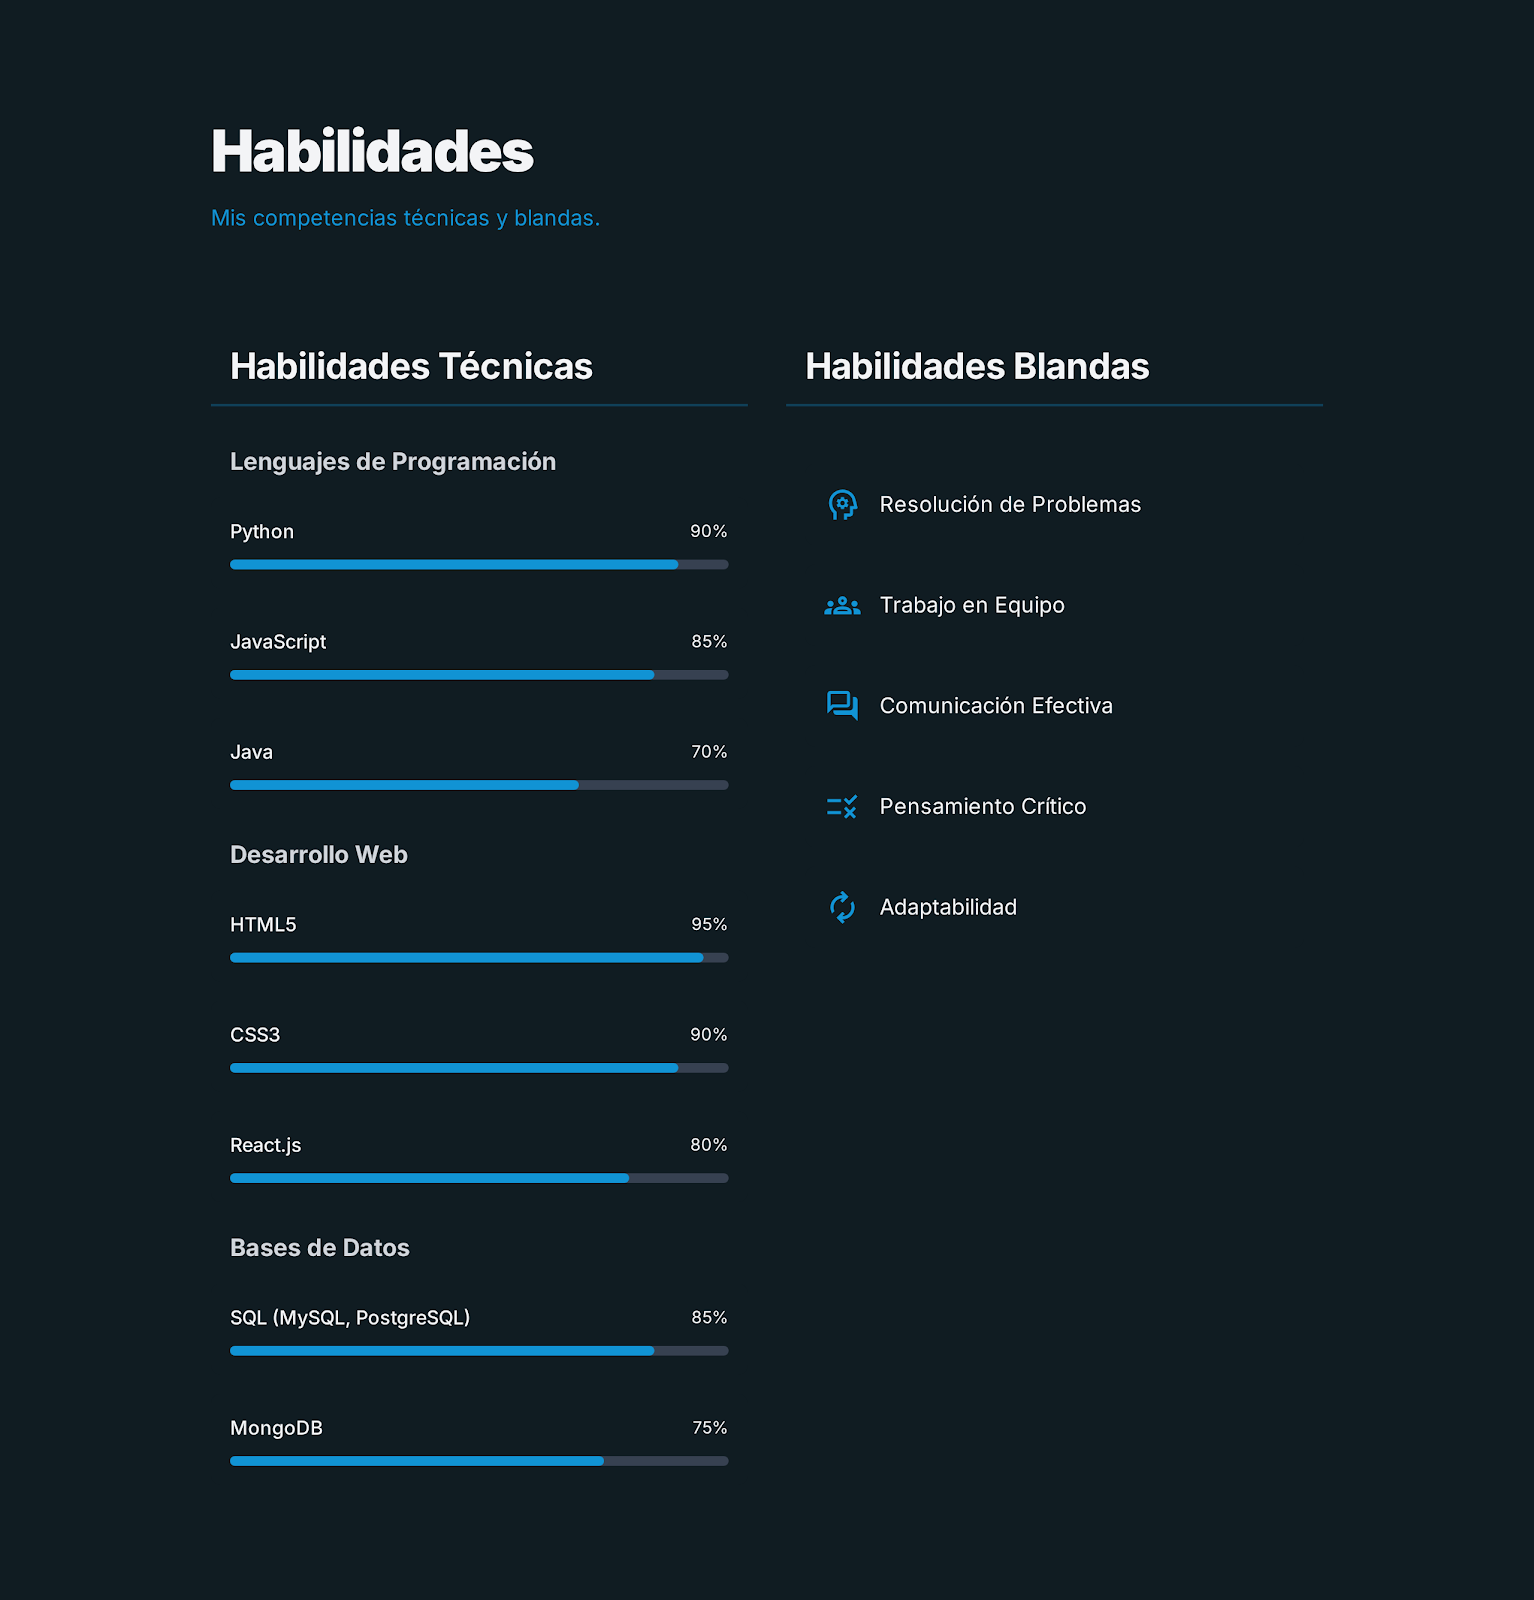 Habilidades
Mis competencias técnicas y blandas.
Habilidades Técnicas
Lenguajes de Programación
Python 90%
JavaScript 85%
Java 70%
Desarrollo Web
HTML5 95%
CSS3 90%
React.js 80%
Bases de Datos
SQL (MySQL, PostgreSQL) 85%
MongoDB 75%
Habilidades Blandas
Resolución de Problemas
Trabajo en Equipo
Comunicación Efectiva
Pensamiento Crítico
Adaptabilidad